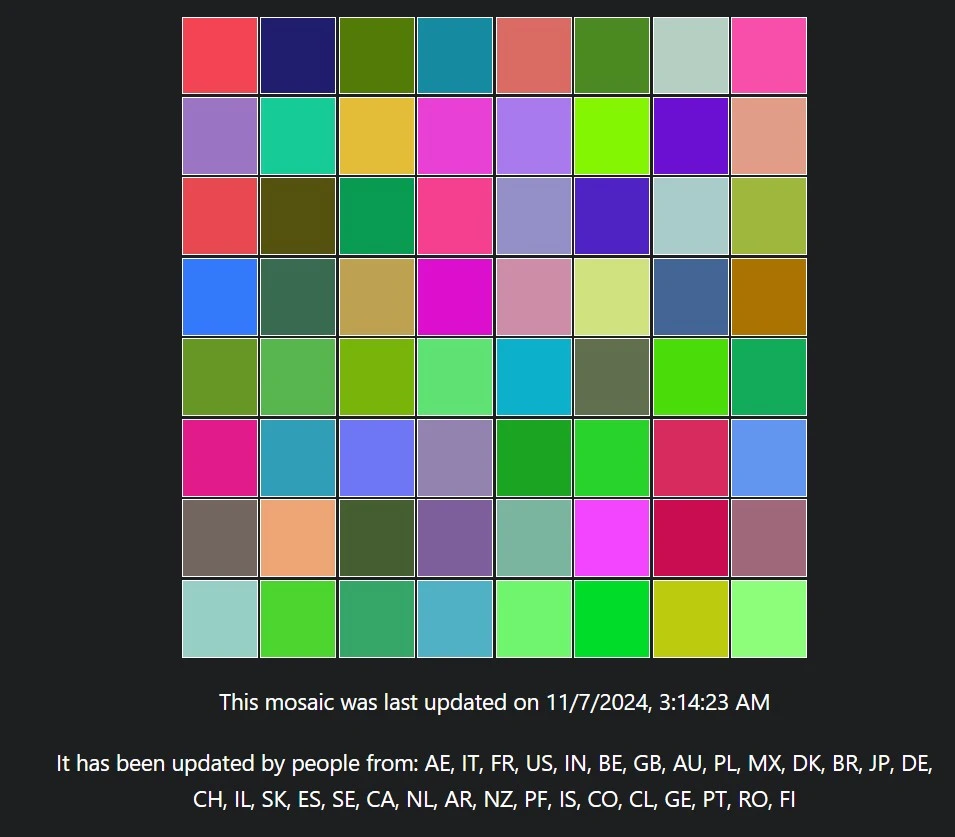 This mosaic was last updated on 11/7/2024, 3:14:23 AM
It has been updated by people from: AE, IT, FR, US, IN, BE, GB, AU, PL, MX, DK, BR, JP, DE,
CH, IL, SK, ES, SE, CA, NL, AR, NZ, PF, IS, CO, CL, GE, PT, RO, FI